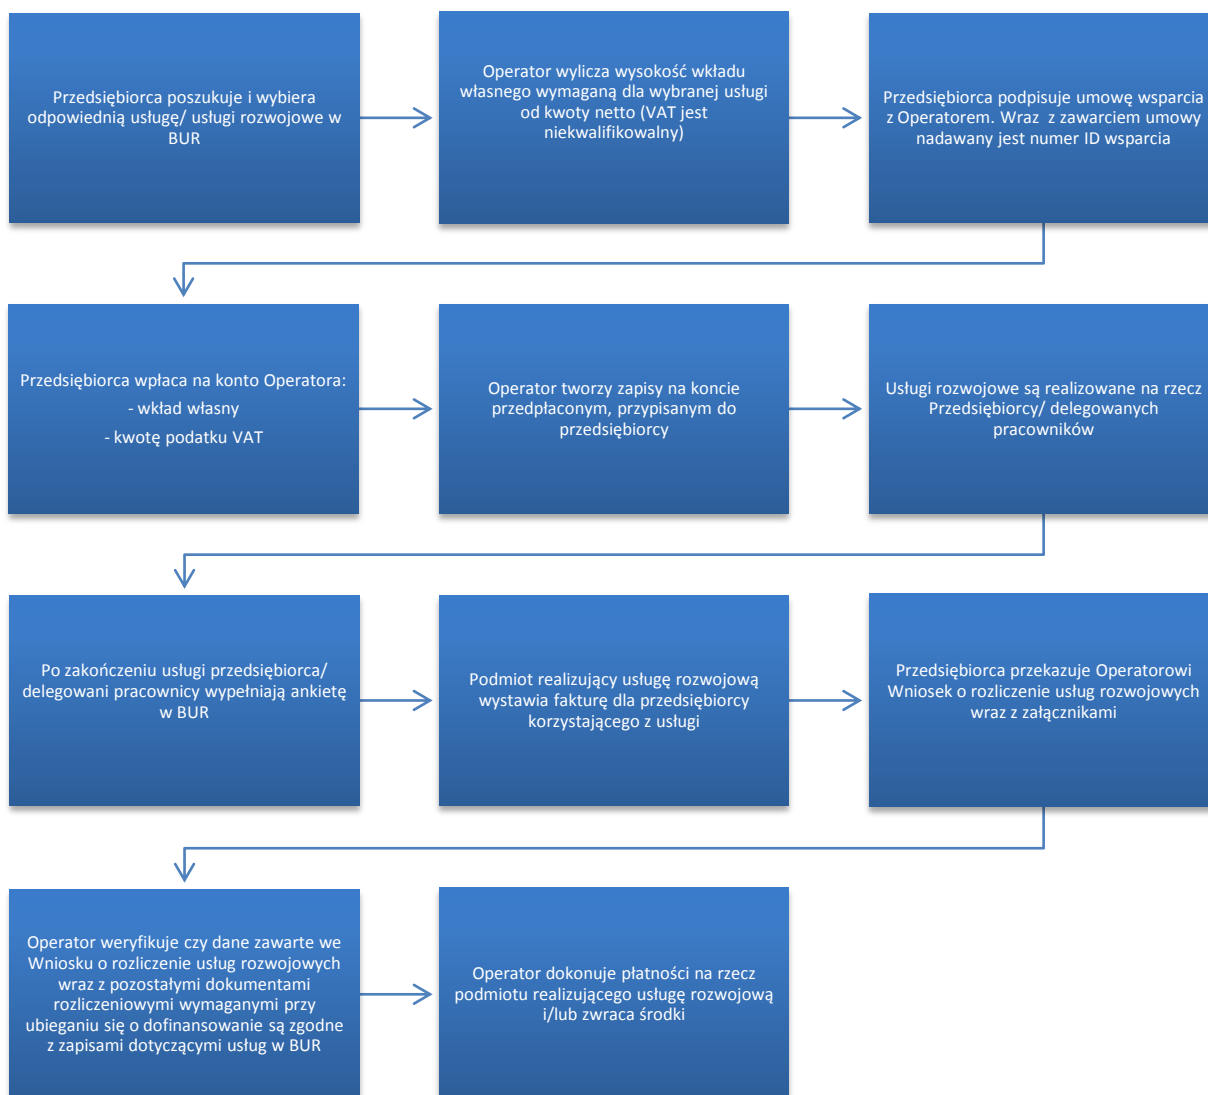 Przedsiębiorca poszukuje i wybiera
odpowiednią usługę/ usługi rozwojowe w
BUR
Operator wylicza wysokość wkładu
własnego wymaganą dla wybranej usługi
od kwoty netto (VAT jest
niekwalifikowalny)
Przedsiębiorca podpisuje umowę wsparcia
z Operatorem. Wraz z zawarciem umowy
nadawany jest numer ID wsparcia
Przedsiębiorca wpłaca na konto Operatora:
- wkład własny
- kwotę podatku VAT
Operator tworzy zapisy na koncie
przedpłaconym, przypisanym do
przedsiębiorcy
Usługi rozwojowe są realizowane na rzecz
Przedsiębiorcy/ delegowanych
pracowników
Po zakończeniu usługi przedsiębiorca/
delegowani pracownicy wypełniają ankietę
w BUR
Podmiot realizujący usługę rozwojową
wystawia fakturę dla przedsiębiorcy
korzystającego z usługi
Przedsiębiorca przekazuje Operatorowi
Wniosek o rozliczenie usług rozwojowych
wraz z załącznikami
Operator weryfikuje czy dane zawarte we
Wniosku o rozliczenie usług rozwojowych
wraz z pozostałymi dokumentami
rozliczeniowymi wymaganymi przy
ubieganiu się o dofinansowanie są zgodne
z zapisami dotyczącymi usług w BUR
Operator dokonuje płatności na rzecz
podmiotu realizującego usługę rozwojową
i/lub zwraca środki